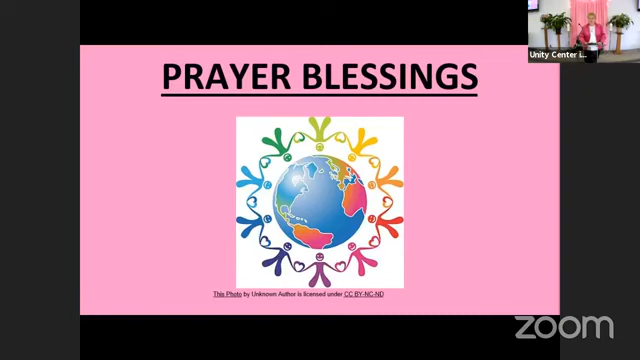 PRAYER BLESSINGS
This Photo by Unknown Author is licensed under CC BY-NC-ND
Unity Center i...
zoom